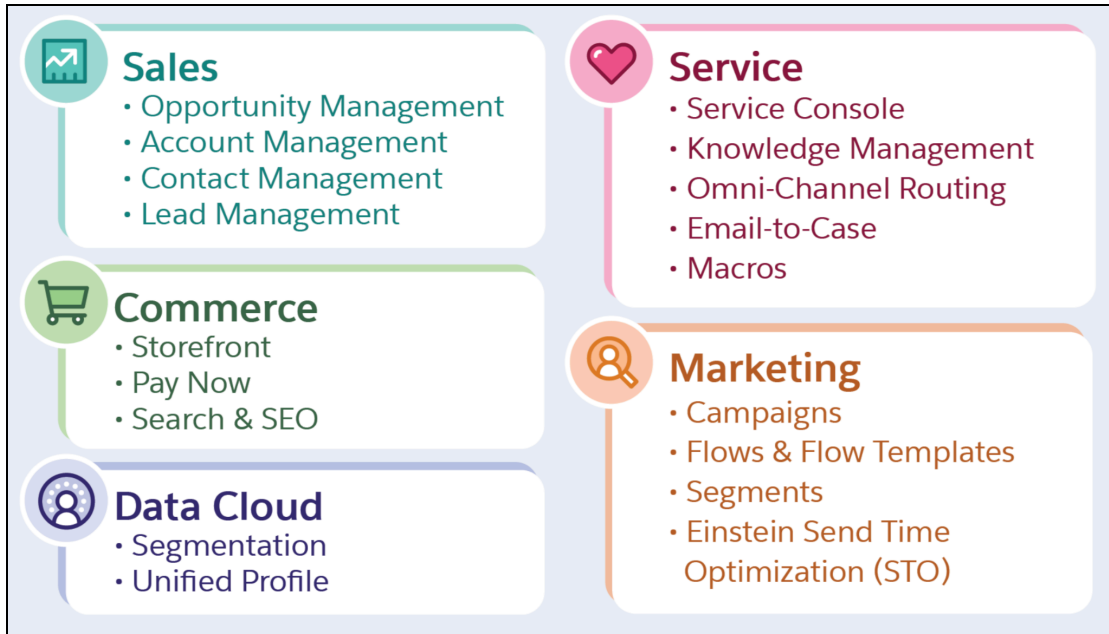 Sales
• Opportunity Management
• Account Management
• Contact Management
• Lead Management
Commerce
• Storefront
• Pay Now
• Search & SEO
Data Cloud
• Segmentation
• Unified Profile
Service
• Service Console
• Knowledge Management
• Omni-Channel Routing
• Email-to-Case
• Macros
Marketing
• Campaigns
• Flows & Flow Templates
• Segments
• Einstein Send Time
Optimization (STO)